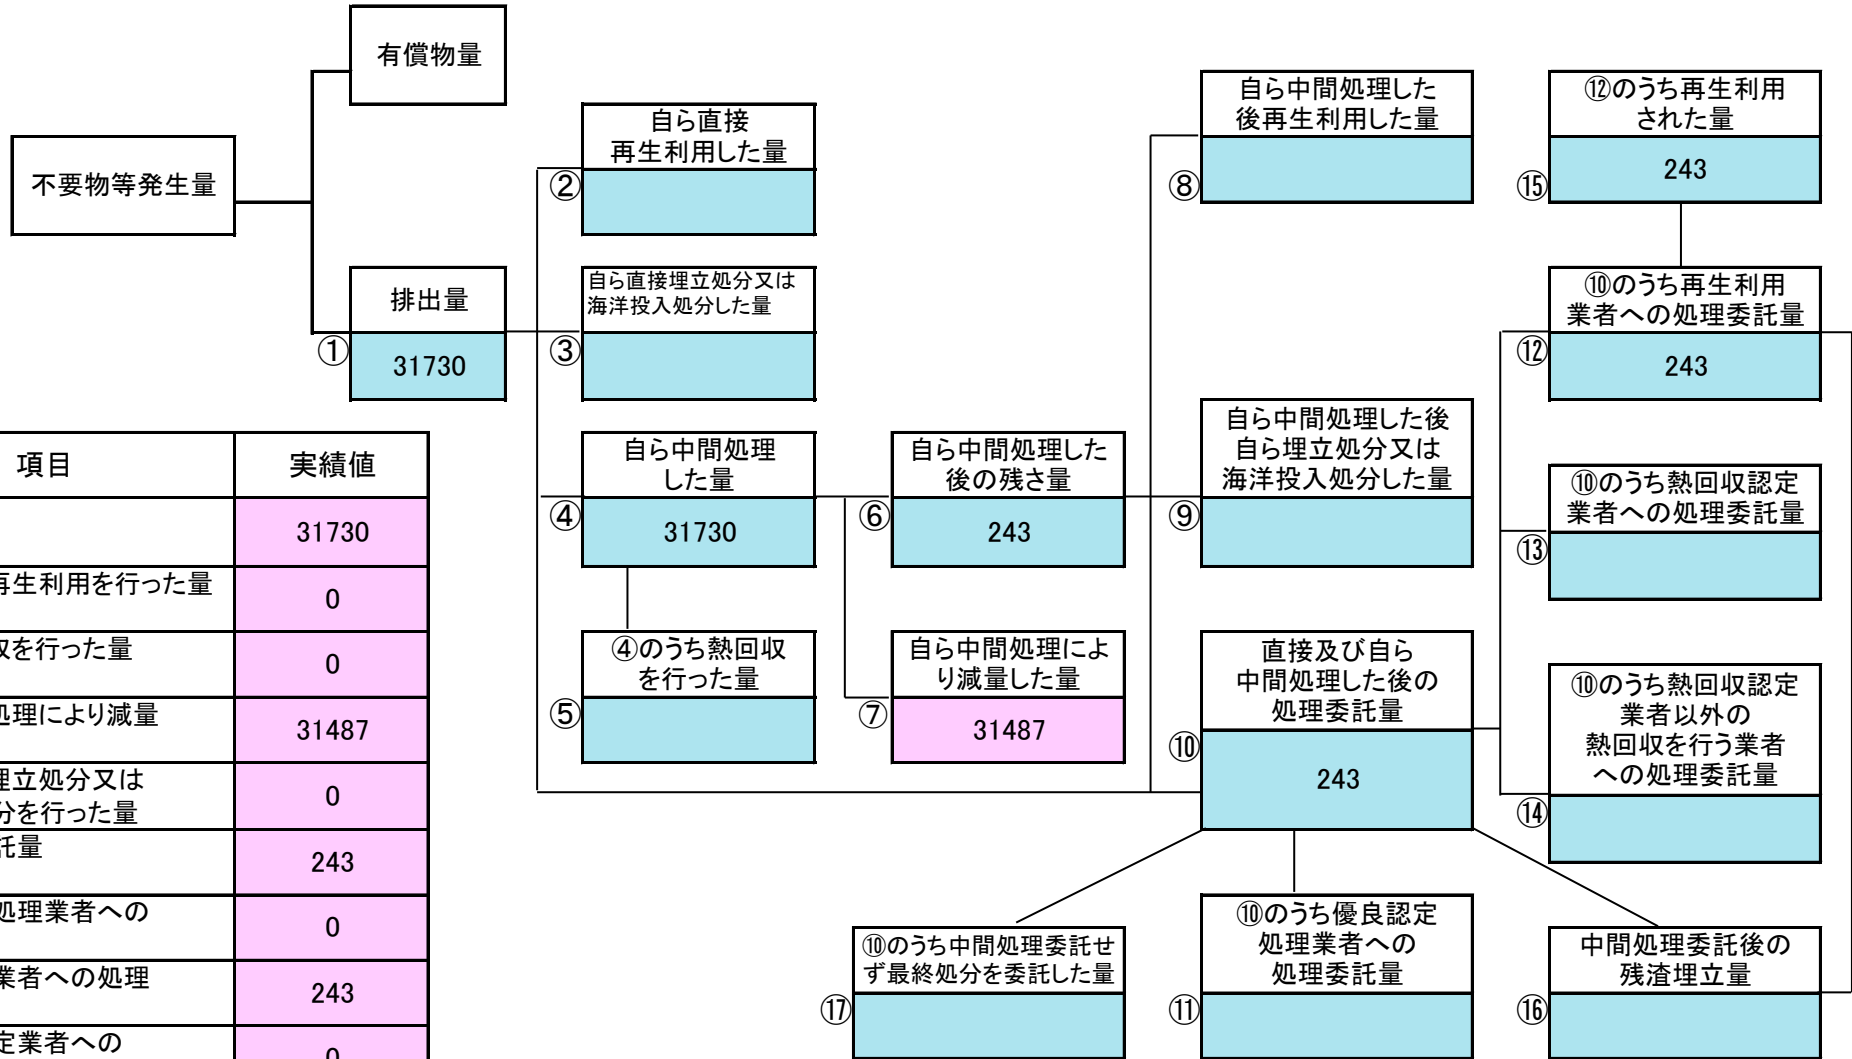 有償物量
不要物等発生量
排出量
①
31730
自ら直接
再生利用した量
②
自ら直接埋立処分又は
海洋投入処分した量
③
自ら中間処理
した量
④
31730
④のうち熱回収
を行った量
⑤
自ら中間処理した
後の残さ量
⑥
243
自ら中間処理によ
り減量した量
⑦
31487
自ら中間処理した
後再生利用した量
⑧
自ら中間処理した後
自ら埋立処分又は
海洋投入処分した量
⑨
直接及び自ら
中間処理した後の
処理委託量
⑩
243
⑫のうち再生利用
された量
⑮
243
⑩のうち再生利用
業者への処理委託量
⑫
243
⑩のうち熱回収認定
業者への処理委託量
⑬
⑩のうち熱回収認定
業者以外の
熱回収を行う業者
への処理委託量
⑭
⑩のうち中間処理委託せ
ず最終処分を委託した量
⑰
⑩のうち優良認定
処理業者への
処理委託量
⑪
中間処理委託後の
残渣埋立量
⑯
項目 実績値
31730
再生利用を行った量 0
を行った量 0
処理により減量 31487
埋立処分又は
分を行った量 0
託量 243
処理業者への 0
業者への処理 243
定業者への 0